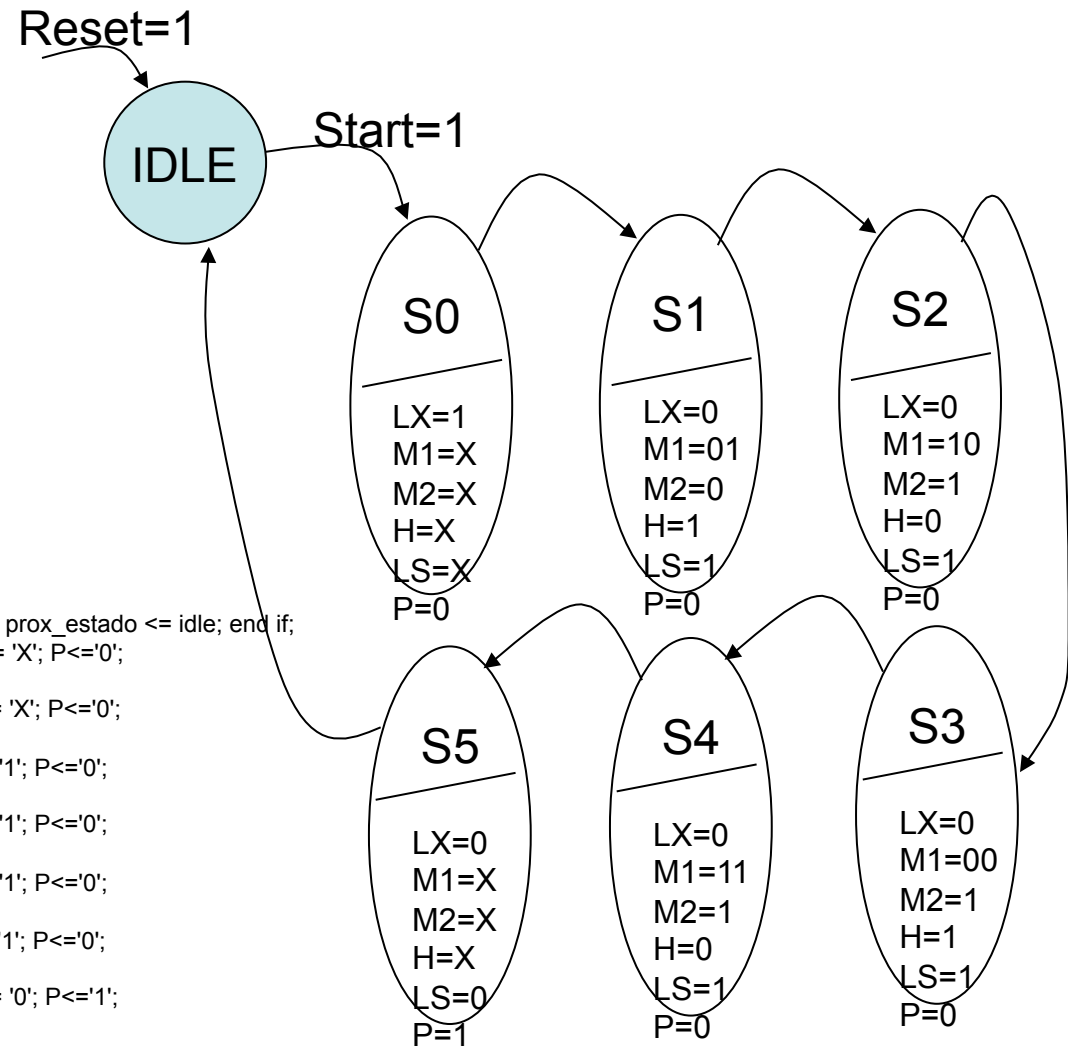 Reset=1
IDLE
Start=1
S0
LX=1
M1=X
M2=X
H=X
LS=X
P=0
S1
LX=0
M1=01
M2=0
H=1
LS=1
P=0
S2
LX=0
M1=10
M2=1
H=0
LS=1
P=0
prox_estado <= idle; end if;
= 'X'; P<='0';
= 'X'; P<='0';
'1'; P<='0';
'1'; P<='0';
'1'; P<='0';
'1'; P<='0';
= '0'; P<='1';
S5
LX=0
M1=X
M2=X
H=X
LS=0
P=1
S4
LX=0
M1=11
M2=1
H=0
LS=1
P=0
S3
LX=0
M1=00
M2=1
H=1
LS=1
P=0